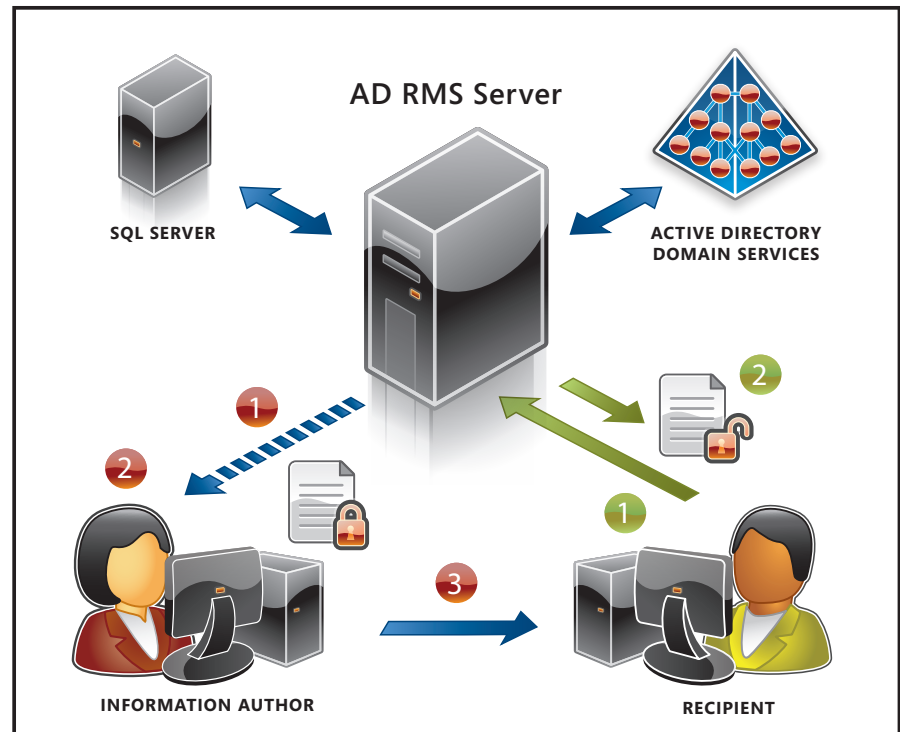 AD RMS Server
SQL SERVER
ACTIVE DIRECTORY
DOMAIN SERVICES
1
2
2
1
3
INFORMATION AUTHOR
RECIPIENT